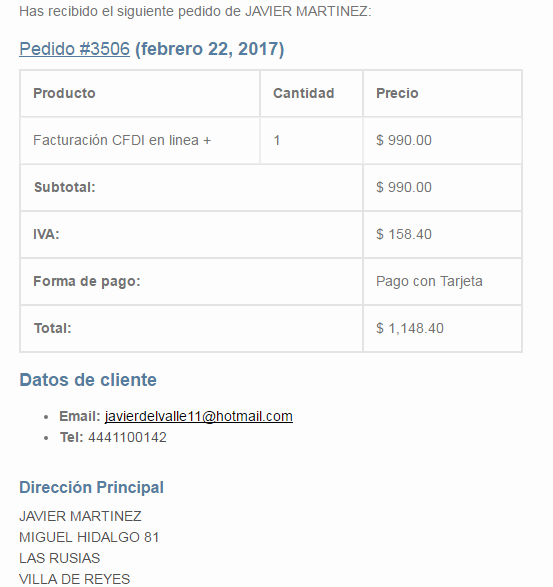 Has recibido el siguiente pedido de JAVIER MARTINEZ:
Pedido #3506 (febrero 22, 2017)
Producto Cantidad Precio
Facturación CFDI en linea + 1 $ 990.00
Subtotal: $ 990.00
IVA: $ 158.40
Forma de pago: Pago con Tarjeta
Total: $ 1,148.40
Datos de cliente
• Email: javierdelvalle11@hotmail.com
• Tel: 4441100142
Dirección Principal
JAVIER MARTINEZ
MIGUEL HIDALGO 81
LAS RUSIAS
VILLA DE REYES